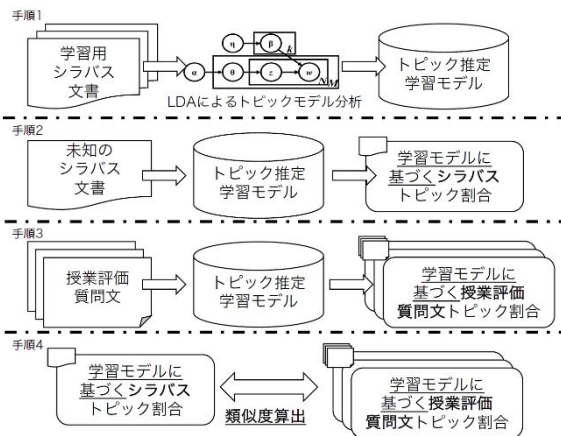 手順1
学習用
シラバス
文書
η
β
k
α
θ
z
w
N
M
LDAによるトピックモデル分析
トピック推定
学習モデル
手順2
未知の
シラバス
文書
トピック推定
学習モデル
学習モデルに
基づくシラバス
トピック割合
手順3
授業評価
質問文
トピック推定
学習モデル
学習モデルに
基づく授業評価
質問文トピック割合
手順4
学習モデルに
基づくシラバス
トピック割合
類似度算出
学習モデルに
基づく授業評価
質問文トピック割合